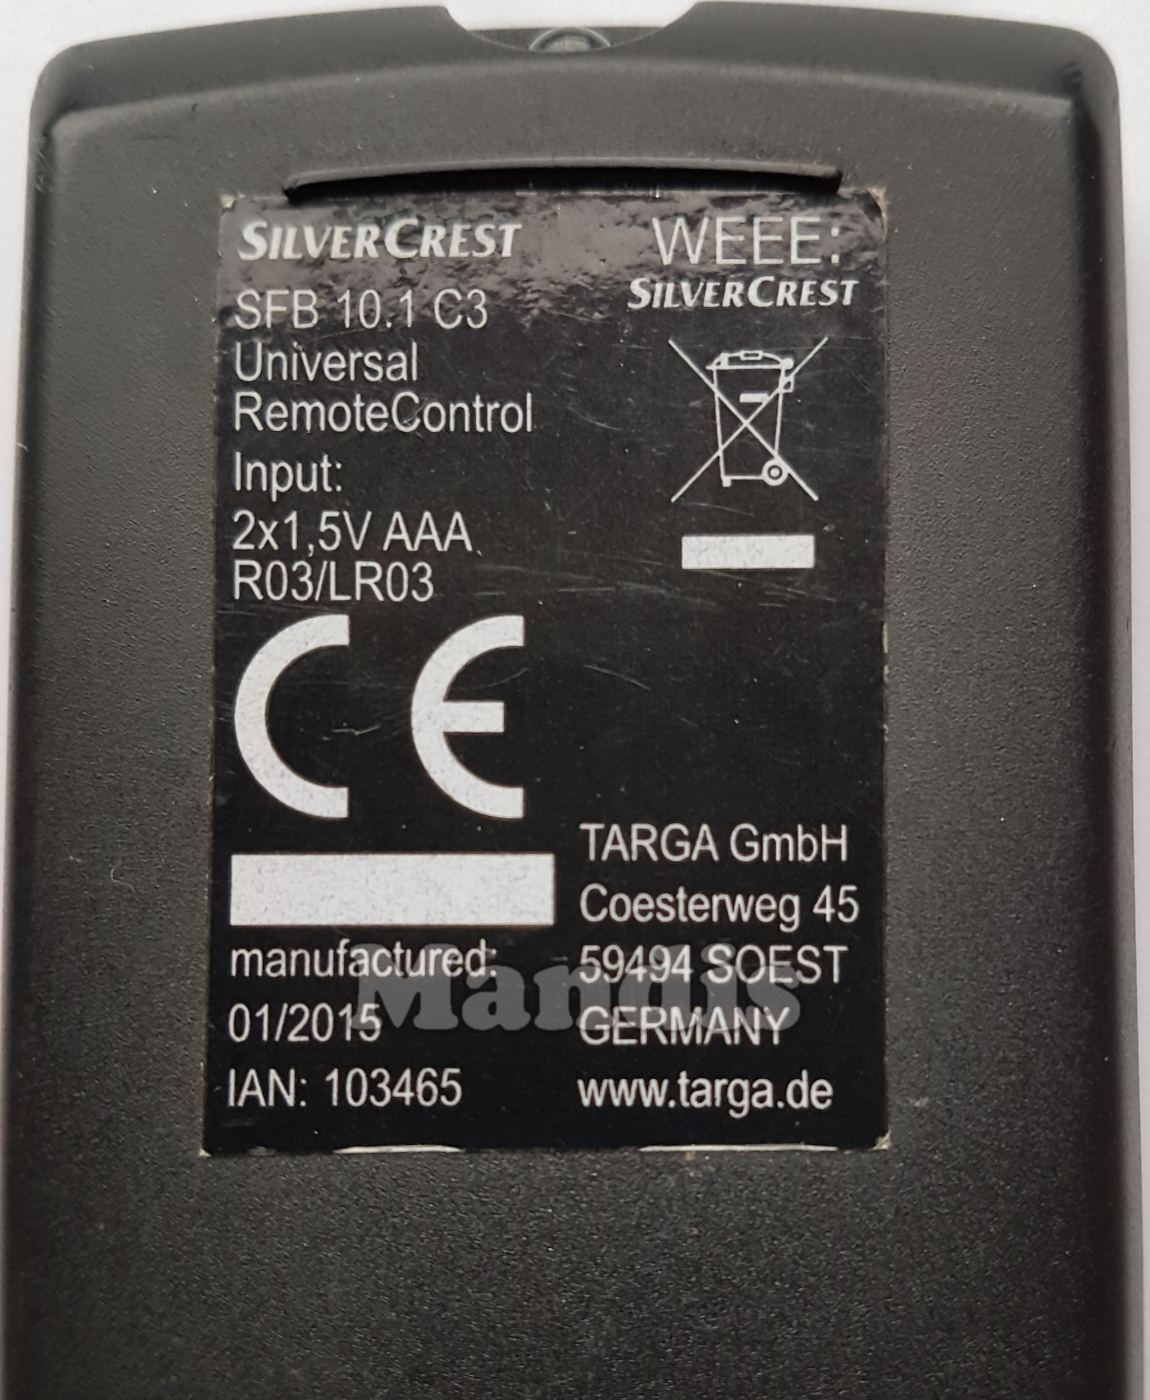 SILVERCREST
SFB 10.1 C3
Universal
RemoteControl
Input:
2x1,5V AAA
R03/LR03
CE
manufactured:
01/2015
IAN: 103465
WEEE:
SILVERCREST
TARGA GmbH
Coesterweg 45
59494 SOEST
GERMANY
www.targa.de
Mandis